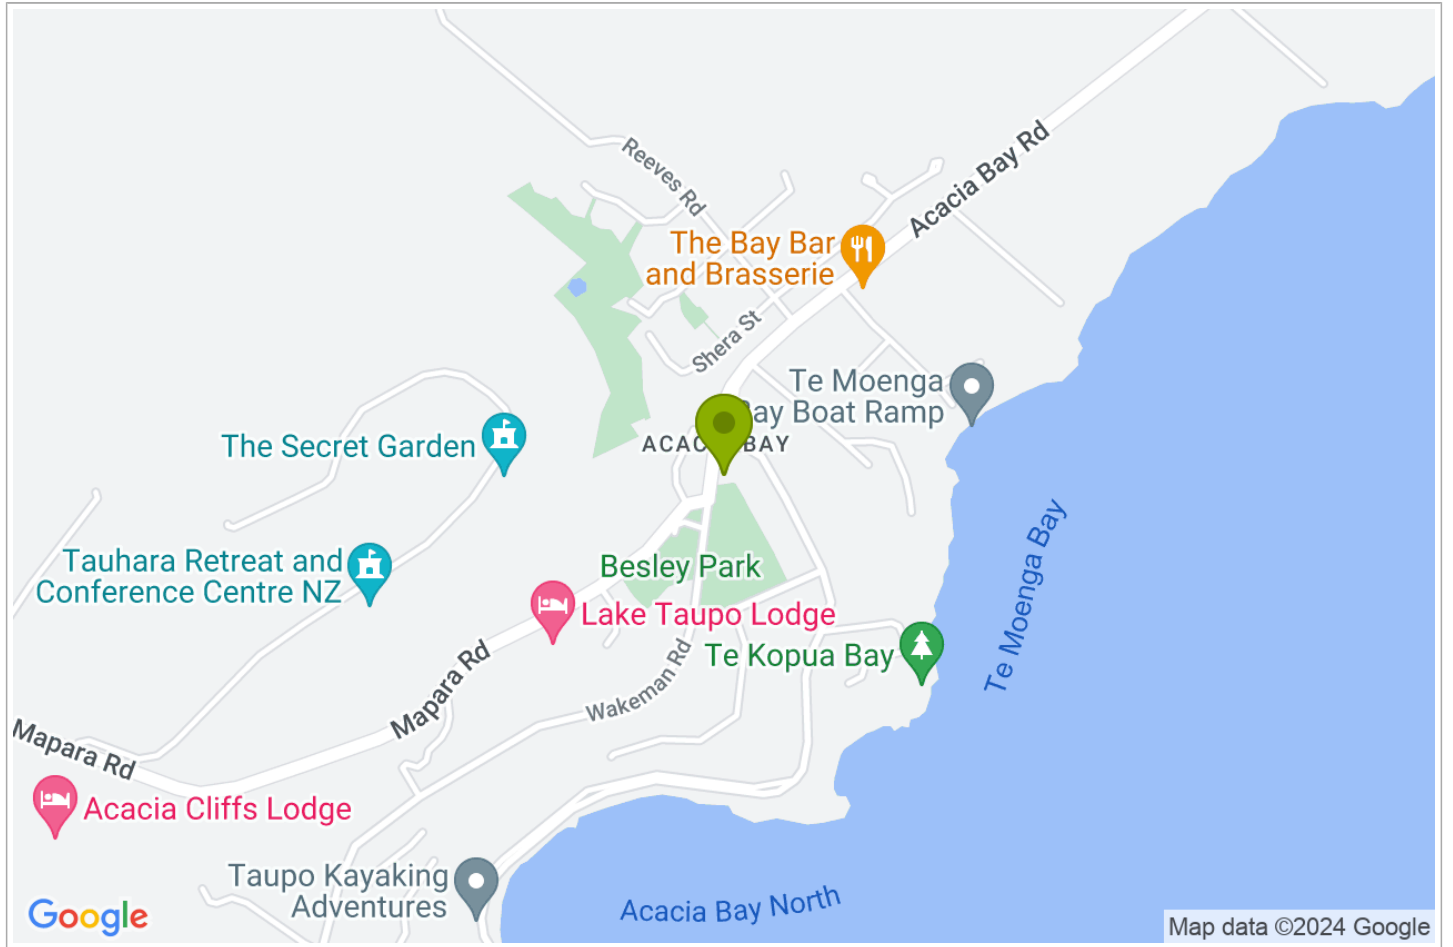 Reeves Rd
Acacia Bay Rd
The Bay Bar
and Brasserie
Shera St
Te Moenga
Bay Boat Ramp
ACACIA BAY
The Secret Garden
Te Moenga Bay
Tauhara Retreat and
Conference Centre NZ
Besley Park
Lake Taupo Lodge
Te Kopua Bay
Mapara Rd
Wakeman Rd
Mapara Rd
Acacia Cliffs Lodge
Taupo Kayaking
Adventures
Acacia Bay North
Google
Map data ©2024 Google